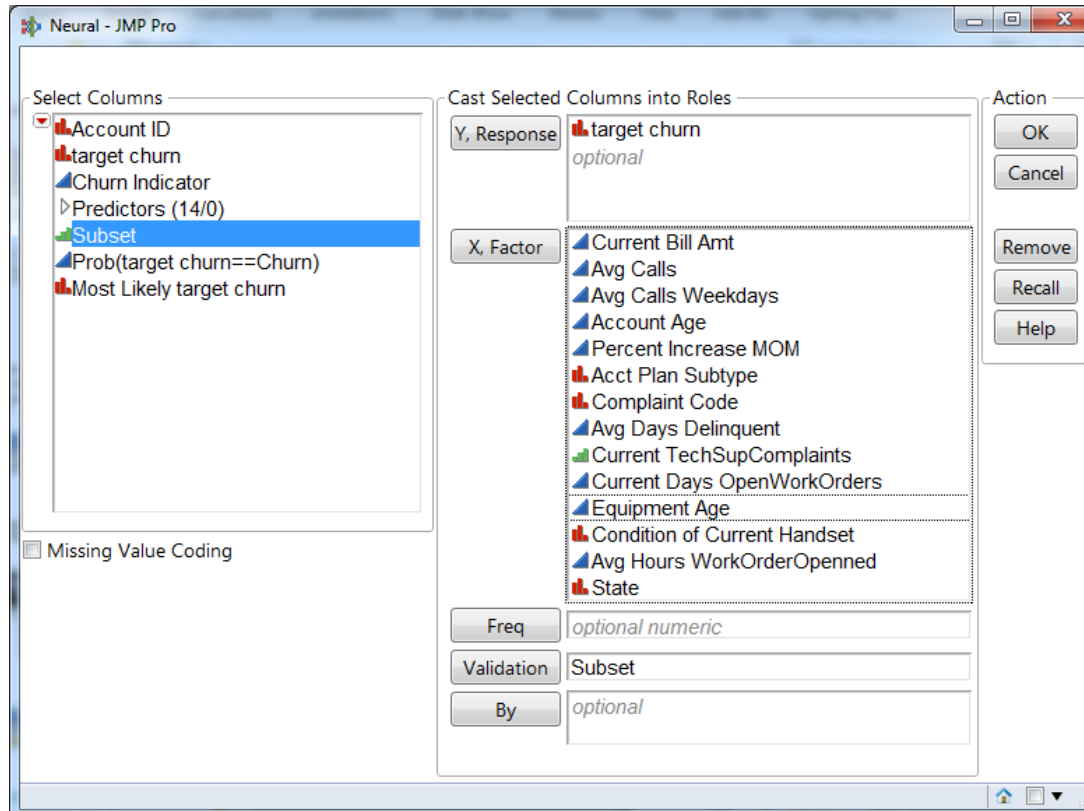 Neural - JMP Pro
Select Columns
Account ID
target churn
Churn Indicator
Predictors (14/0)
Subset
Prob(target churn==Churn)
Most Likely target churn
Missing Value Coding
Cast Selected Columns into Roles
Y, Response
target churn
optional
X, Factor
Current Bill Amt
Avg Calls
Avg Calls Weekdays
Account Age
Percent Increase MOM
Acct Plan Subtype
Complaint Code
Avg Days Delinquent
Current TechSupComplaints
Current Days OpenWorkOrders
Equipment Age
Condition of Current Handset
Avg Hours WorkOrderOpenned
State
Freq
optional numeric
Validation
Subset
By
optional
Action
OK
Cancel
Remove
Recall
Help